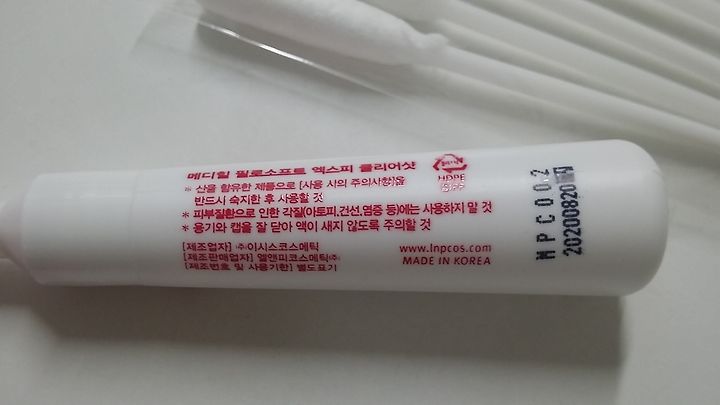 메디힐 필로소프트 엑스피 클리어샷
* 산을 함유한 제품으로 [사용 시의 주의사항]을
반드시 숙지한 후 사용할 것
* 피부질환으로 인한 각질(아토피,건선,염증 등)에는 사용하지 말 것
* 용기와 캡을 잘 닫아 액이 새지 않도록 주의할 것
[제조업자] ㈜이시스코스메틱
[제조판매업자] 엘앤피코스메틱㈜
[제조번호 및 사용기한] 별도표기
HDPE
www.lnpcos.com
MADE IN KOREA
MPC002
20200820